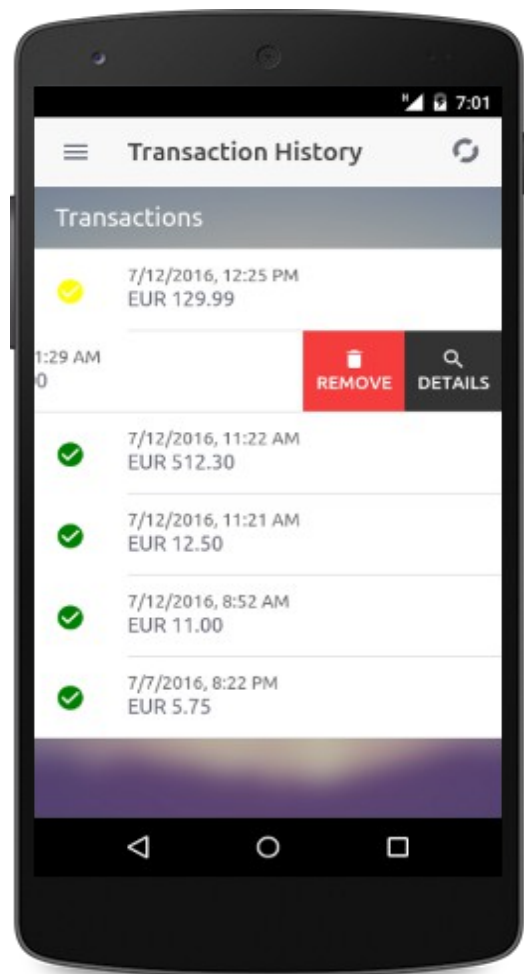 H 7:01
Transaction History
Transactions
7/12/2016, 12:25 PM
EUR 129.99
1:29 AM
0
REMOVE
DETAILS
7/12/2016, 11:22 AM
EUR 512.30
7/12/2016, 11:21 AM
EUR 12.50
7/12/2016, 8:52 AM
EUR 11.00
7/7/2016, 8:22 PM
EUR 5.75